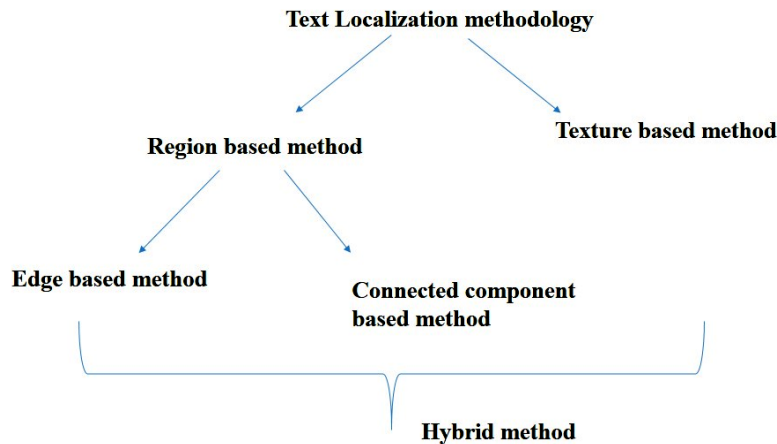 Text Localization methodology
Texture based method
Region based method
Edge based method
Connected component
based method
Hybrid method